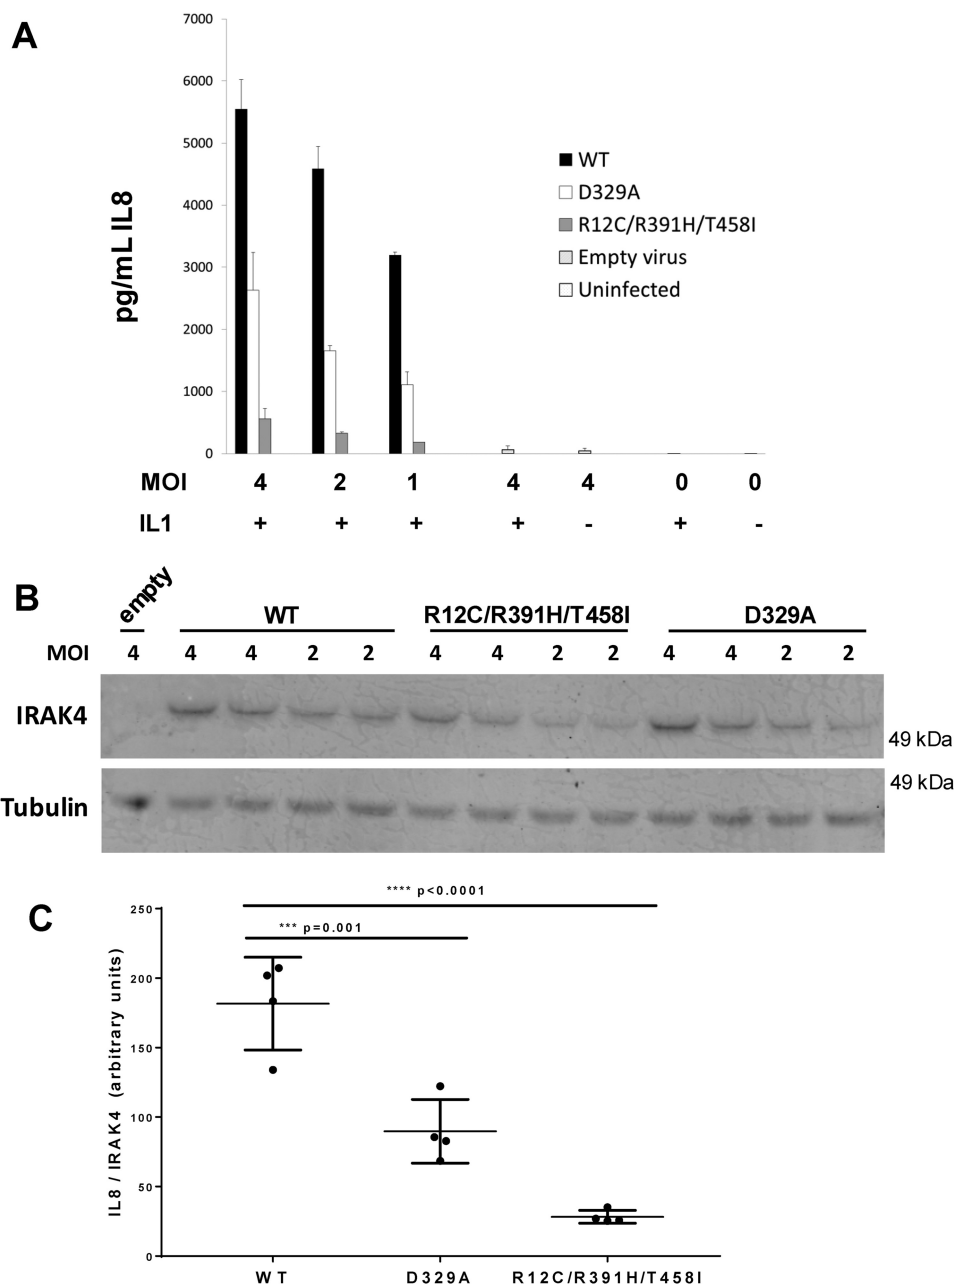 A
7000
6000
5000
4000
3000
2000
1000
0
pg/mL IL8
WT
D329A
R12C/R391H/T458I
Empty virus
Uninfected
MOI 4 2 1 4 4 0 0
IL1 + + + + - + -
B
empty WT R12C/R391H/T458I D329A
MOI 4 4 4 2 2 4 4 2 2 4 4 2 2
IRAK4
49 kDa
49 kDa
Tubulin
C
**** p<0.0001
*** p=0.001
250
200
150
100
50
0
IL8 / IRAK4 (arbitrary units)
WT D329A R12C/R391H/T458I